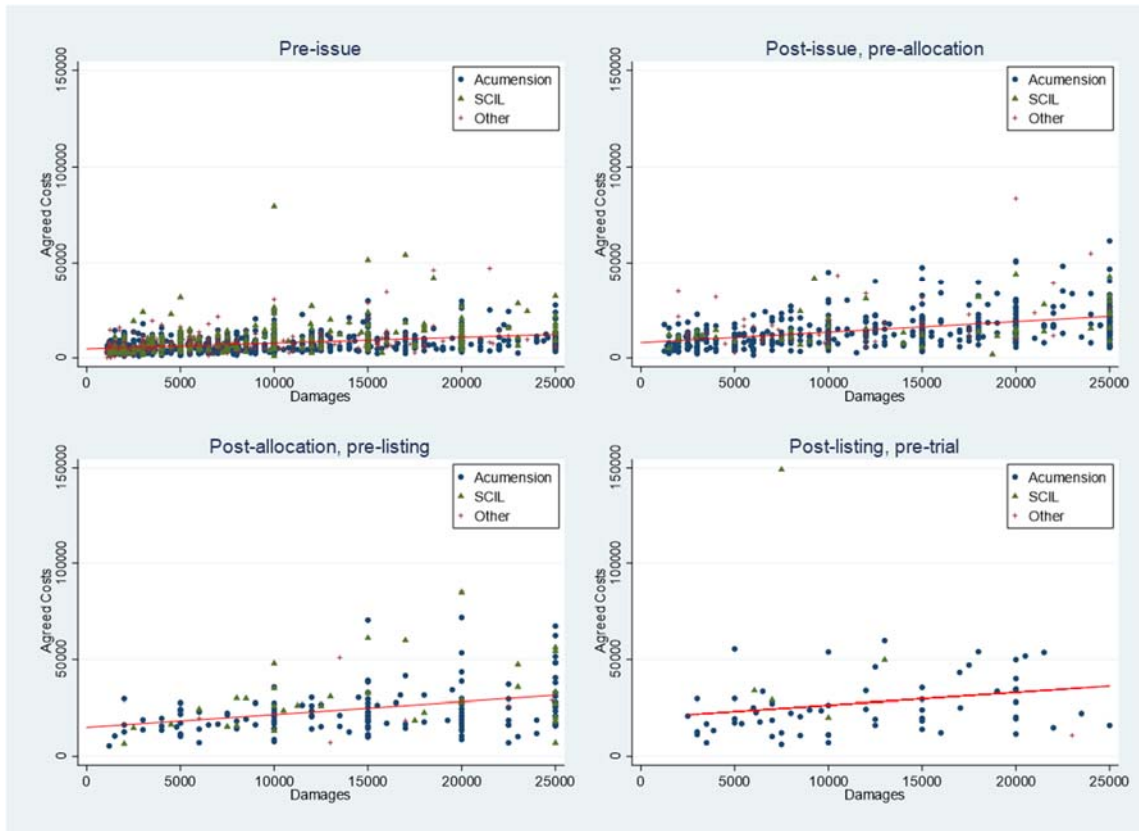 Pre-issue
Agreed Costs
150000
100000
50000
0
Acumension
SCIL
Other
0 5000 10000 15000 20000 25000
Damages
Post-issue, pre-allocation
Agreed Costs
150000
100000
50000
0
Acumension
SCIL
Other
0 5000 10000 15000 20000 25000
Damages
Post-allocation, pre-listing
Agreed Costs
150000
100000
50000
0
Acumension
SCIL
Other
0 5000 10000 15000 20000 25000
Damages
Post-listing, pre-trial
Agreed Costs
150000
100000
50000
0
Acumension
SCIL
Other
0 5000 10000 15000 20000 25000
Damages